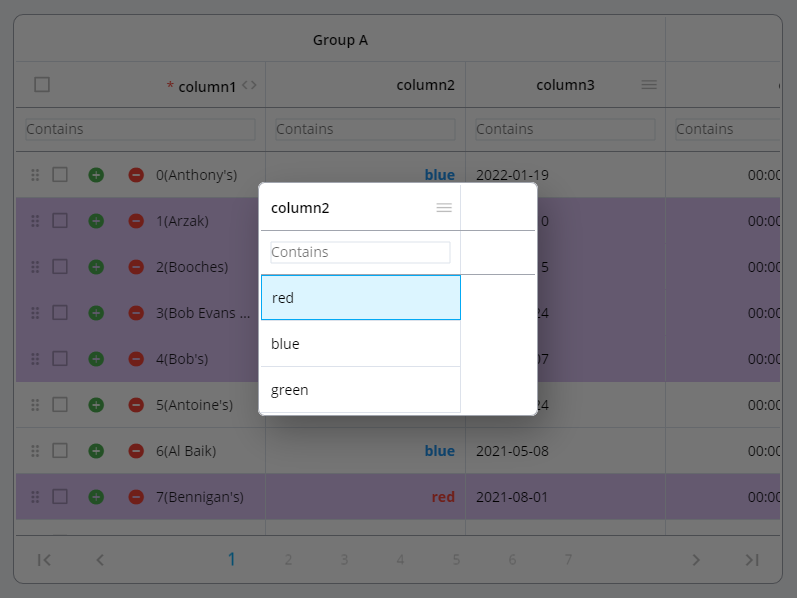 Group A
* column1 <> column2 column3
Contains Contains Contains Contains
0(Anthony's) blue 2022-01-19 00:00
column2
1(Arzak) 0 00:00
Contains
2(Booches) 5 00:00
red
3(Bob Evans ... 24 00:00
blue
4(Bob's) 07 00:00
green
5(Antoine's) 24 00:00
6(Al Baik) blue 2021-05-08 00:00
7(Bennigan's) red 2021-08-01 00:00
1 2 3 4 5 6 7